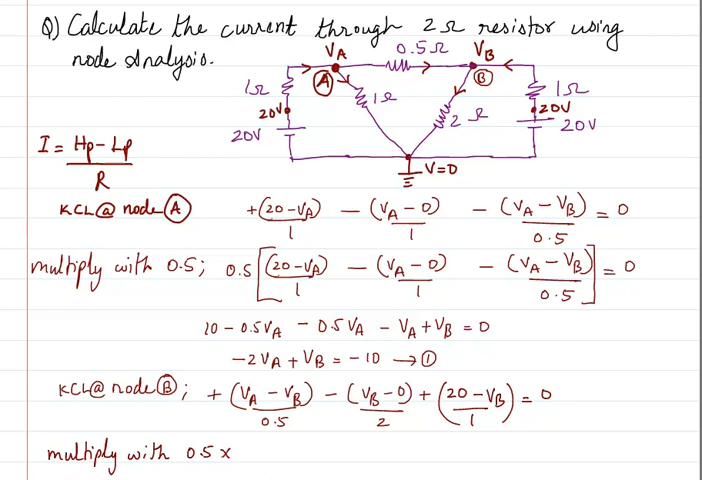 Q) Calculate the current through 2Ω resistor using
node Analysis.
VA 0.5Ω VB
A B
1Ω 1Ω 2 Ω 1Ω
20V 20V
20V 20V
V=0
I = Hp - Lp / R
KCL@ node A +(20-VA)/1 - (VA-0)/1 - (VA-VB)/0.5 = 0
multiply with 0.5; 0.5[(20-VA)/1 - (VA-0)/1 - (VA-VB)/0.5] = 0
10 - 0.5VA - 0.5VA - VA + VB = 0
-2VA + VB = -10 → ①
KCL@ node B; + (VA - VB)/0.5 - (VB-0)/2 + (20-VB)/1 = 0
multiply with 0.5 x